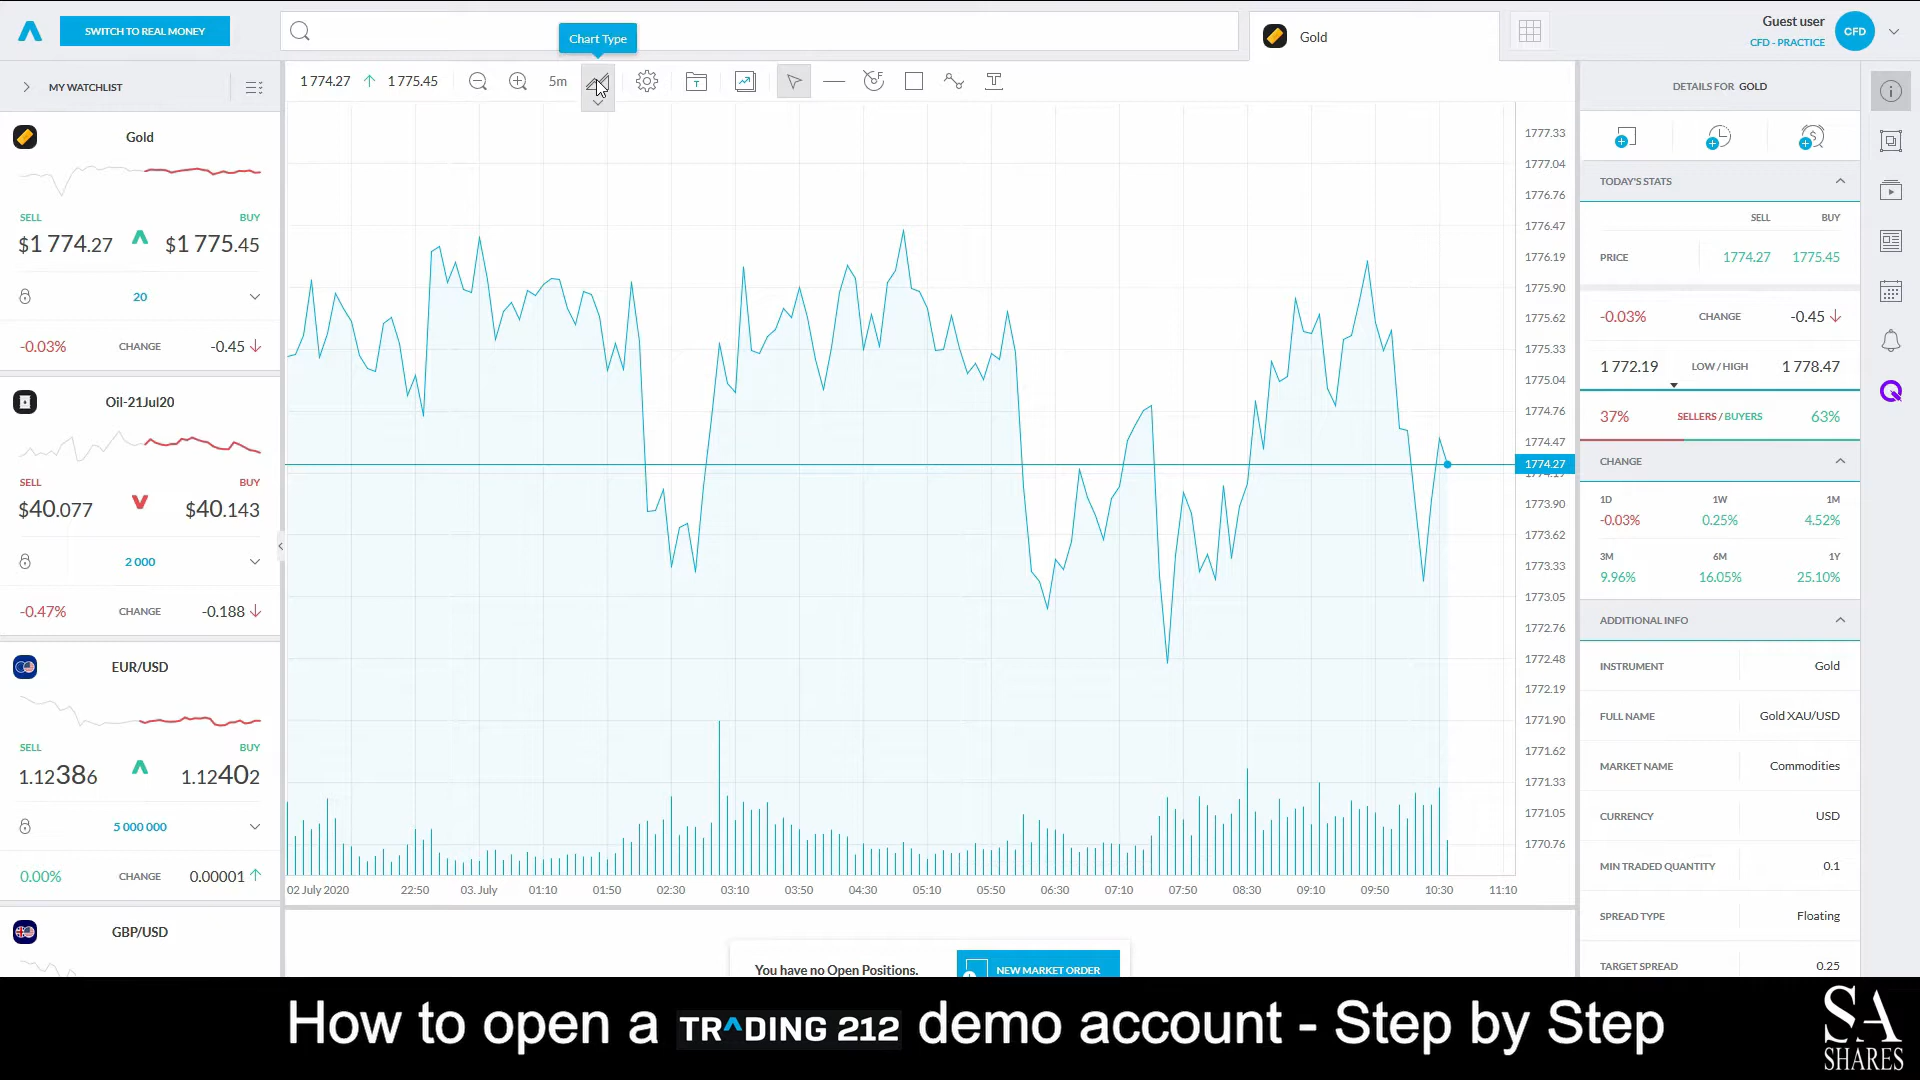 SWITCH TO REAL MONEY
Chart Type
Gold
Guest user
CFD - PRACTICE
CFD
MY WATCHLIST
1 774.27 1 775.45
5m
F
T
T
DETAILS FOR GOLD
Gold
SELL BUY
$1 774.27 $1 775.45
20
-0.03% CHANGE -0.45
Oil-21Jul20
SELL BUY
$40.077 $40.143
2 000
-0.47% CHANGE -0.188
EUR/USD
SELL BUY
1.12386 1.12402
5 000 000
0.00% CHANGE 0.00001
GBP/USD
1777.33
1777.04
1776.76
1776.47
1776.19
1775.90
1775.62
1775.33
1775.04
1774.76
1774.47
1774.27
1773.90
1773.62
1773.33
1773.05
1772.76
1772.48
1772.19
1771.90
1771.62
1771.33
1771.05
1770.76
02 July 2020 22:50 03. July 01:10 01:50 02:30 03:10 03:50 04:30 05:10 05:50 06:30 07:10 07:50 08:30 09:10 09:50 10:30 11:10
You have no Open Positions.
NEW MARKET ORDER
TODAY'S STATS
SELL BUY
PRICE 1774.27 1775.45
-0.03% CHANGE -0.45
1 772.19 LOW / HIGH 1 778.47
37% SELLERS / BUYERS 63%
CHANGE
1D 1W 1M
-0.03% 0.25% 4.52%
3M 6M 1Y
9.96% 16.05% 25.10%
ADDITIONAL INFO
INSTRUMENT Gold
FULL NAME Gold XAU/USD
MARKET NAME Commodities
CURRENCY USD
MIN TRADED QUANTITY 0.1
SPREAD TYPE Floating
TARGET SPREAD 0.25
How to open a TRADING 212 demo account - Step by Step
SA
SHARES